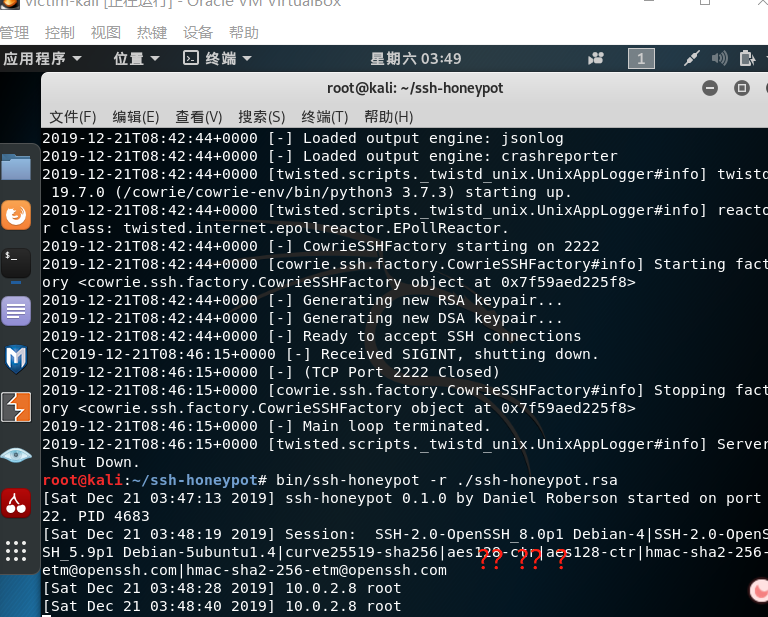 victim-kali [正在运行] - Oracle VM VirtualBox
管理 控制 视图 热键 设备 帮助
应用程序 位置 终端 星期六 03:49 1
root@kali: ~/ssh-honeypot
文件(F) 编辑(E) 查看(V) 搜索(S) 终端(T) 帮助(H)
2019-12-21T08:42:44+0000 [-] Loaded output engine: jsonlog
2019-12-21T08:42:44+0000 [-] Loaded output engine: crashreporter
2019-12-21T08:42:44+0000 [twisted.scripts._twistd_unix.UnixAppLogger#info] twistd
19.7.0 (/cowrie/cowrie-env/bin/python3 3.7.3) starting up.
2019-12-21T08:42:44+0000 [twisted.scripts._twistd_unix.UnixAppLogger#info] reacto
r class: twisted.internet.epollreactor.EPollReactor.
2019-12-21T08:42:44+0000 [-] CowrieSSHFactory starting on 2222
2019-12-21T08:42:44+0000 [cowrie.ssh.factory.CowrieSSHFactory#info] Starting fact
ory <cowrie.ssh.factory.CowrieSSHFactory object at 0x7f59aed225f8>
2019-12-21T08:42:44+0000 [-] Generating new RSA keypair...
2019-12-21T08:42:44+0000 [-] Generating new DSA keypair...
2019-12-21T08:42:44+0000 [-] Ready to accept SSH connections
^C2019-12-21T08:46:15+0000 [-] Received SIGINT, shutting down.
2019-12-21T08:46:15+0000 [-] (TCP Port 2222 Closed)
2019-12-21T08:46:15+0000 [cowrie.ssh.factory.CowrieSSHFactory#info] Stopping fact
ory <cowrie.ssh.factory.CowrieSSHFactory object at 0x7f59aed225f8>
2019-12-21T08:46:15+0000 [-] Main loop terminated.
2019-12-21T08:46:15+0000 [twisted.scripts._twistd_unix.UnixAppLogger#info] Server
Shut Down.
root@kali:~/ssh-honeypot# bin/ssh-honeypot -r ./ssh-honeypot.rsa
[Sat Dec 21 03:47:13 2019] ssh-honeypot 0.1.0 by Daniel Roberson started on port
22. PID 4683
[Sat Dec 21 03:48:19 2019] Session:  SSH-2.0-OpenSSH_8.0p1 Debian-4|SSH-2.0-OpenS
SH_5.9p1 Debian-5ubuntu1.4|curve25519-sha256|aes128-ctr|aes128-ctr|hmac-sha2-256-
?? ?? ?
etm@openssh.com|hmac-sha2-256-etm@openssh.com
[Sat Dec 21 03:48:28 2019] 10.0.2.8 root
[Sat Dec 21 03:48:40 2019] 10.0.2.8 root